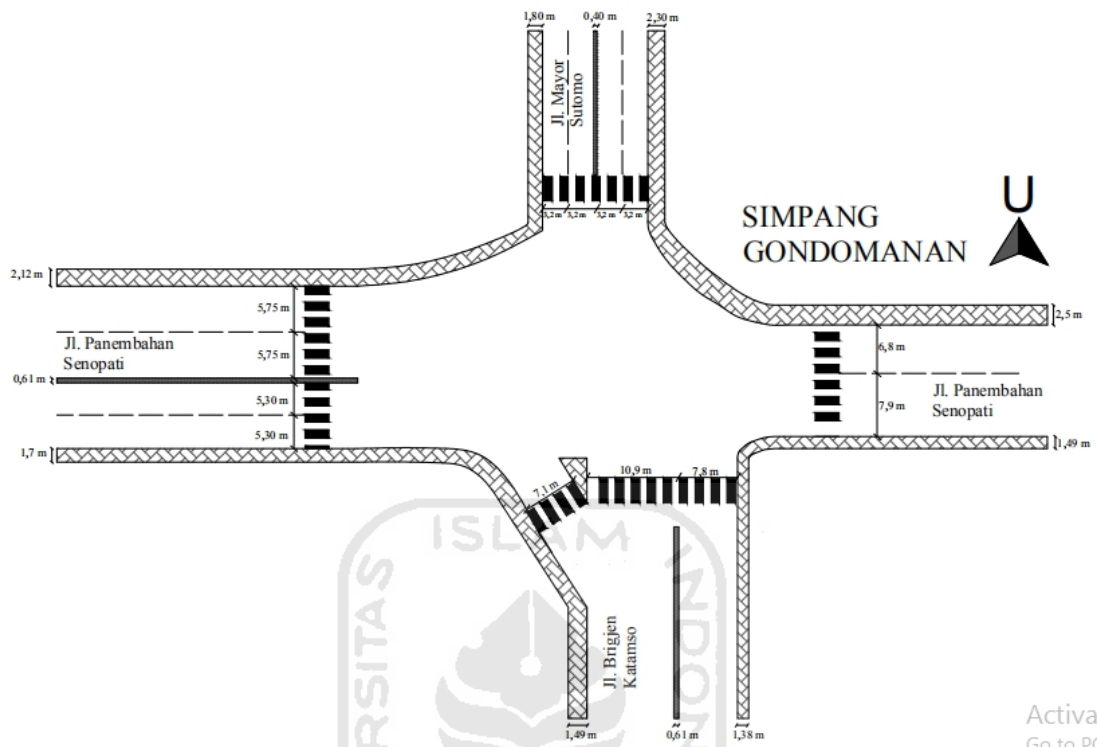 1,80 m
0,40 m
2,30 m
Jl. Mayor
Sutomo
3,2 m
3,2 m
3,2 m
3,2 m
SIMPANG
GONDOMANAN
U
2,12 m
5,75 m
Jl. Panembahan
Senopati
5,75 m
0,61 m
5,30 m
5,30 m
1,7 m
2,5 m
6,8 m
Jl. Panembahan
Senopati
7,9 m
1,49 m
10,9 m
7,8 m
7,1 m
ISLAM
Jl. Brigjen
Katamso
1,49 m
0,61 m
1,38 m
Activa